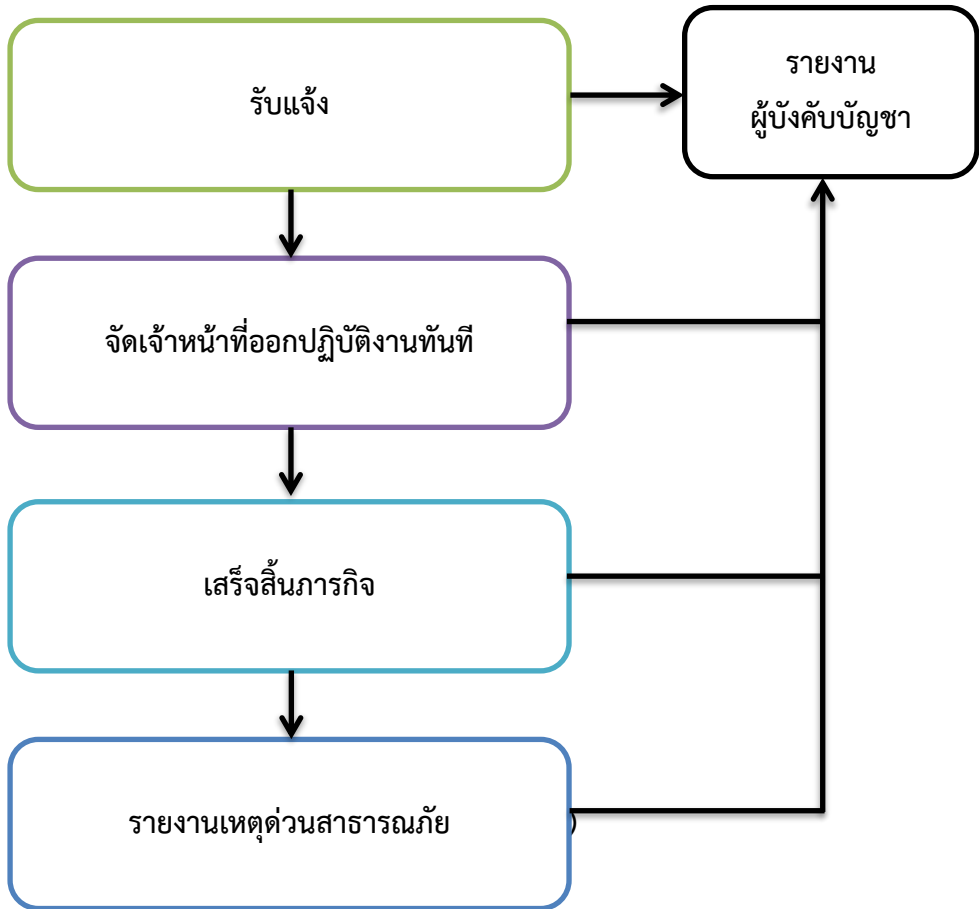 รับแจ้ง
รายงาน
ผู้บังคับบัญชา
จัดเจ้าหน้าที่ออกปฏิบัติงานทันที
เสร็จสิ้นภารกิจ
รายงานเหตุด่วนสาธารณภัย
)